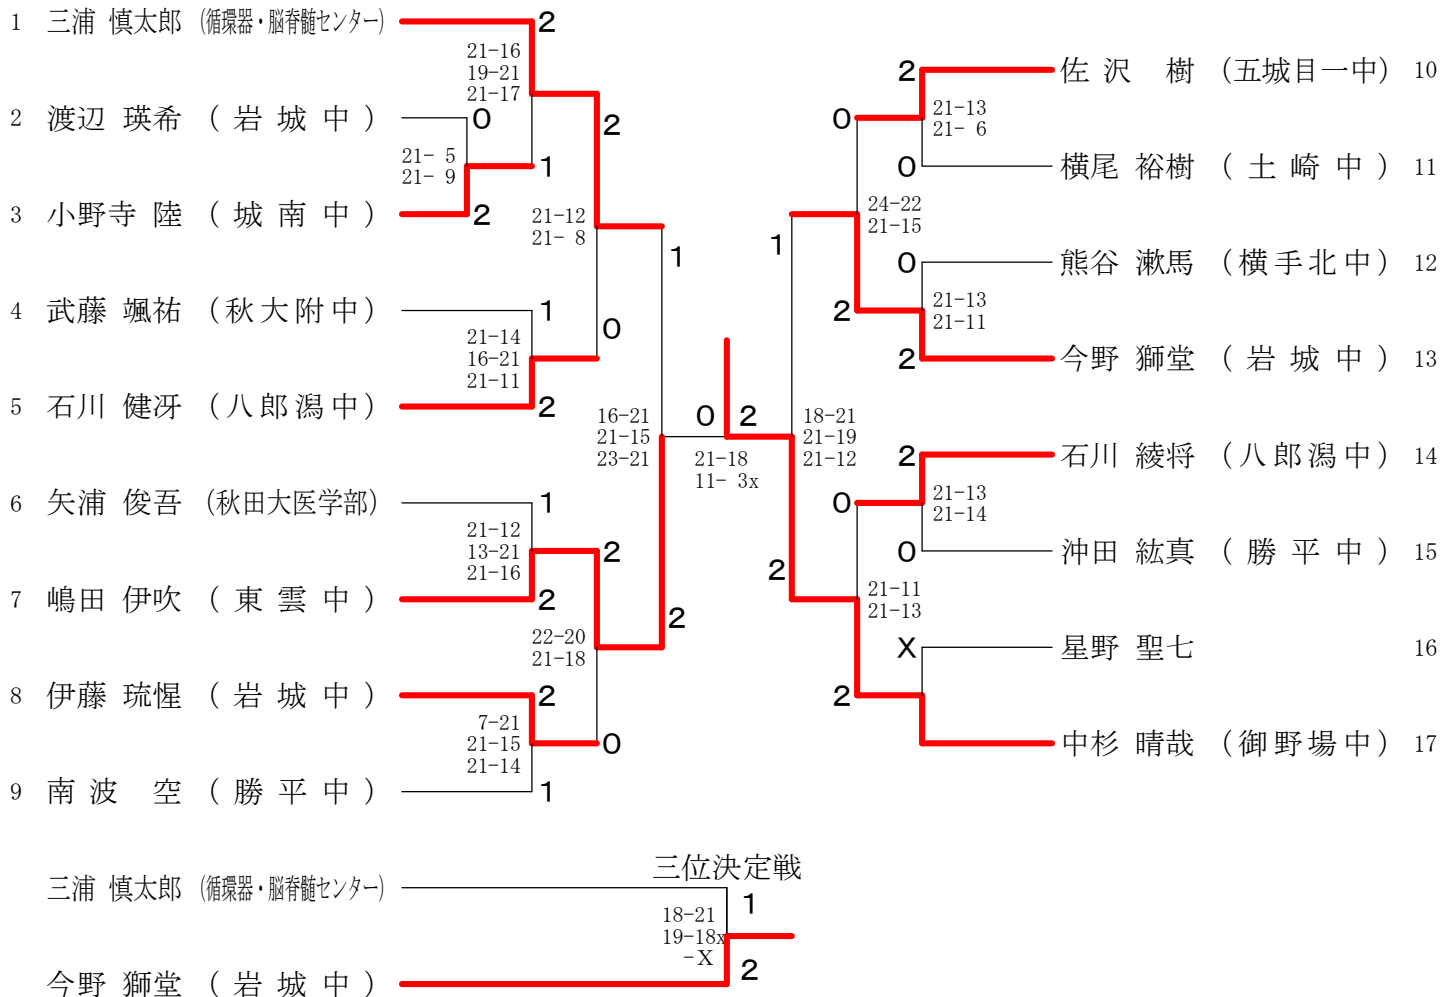 1 三浦 慎太郎 (循環器・脳脊髄センター) 2
21-16
19-21
21-17
2 渡辺 瑛希 ( 岩 城 中 ) 0
21- 5
21- 9
1
3 小野寺 陸 ( 城 南 中 ) 2
2
21-12
21- 8
4 武藤 颯祐 (秋大附中) 1
21-14
16-21
21-11
0
5 石川 健冴 (八郎潟中) 2
1
16-21
21-15
23-21
6 矢浦 俊吾 (秋田大医学部) 1
21-12
13-21
21-16
2
7 嶋田 伊吹 ( 東 雲 中 ) 2
22-20
21-18
2
8 伊藤 琉惺 ( 岩 城 中 ) 2
7-21
21-15
21-14
0
9 南 波 空 ( 勝 平 中 ) 1
0 2
21-18
11- 3x
2 佐 沢 樹 (五城目一中) 10
21-13
21- 6
0
0 横尾 裕樹 ( 土 崎 中 ) 11
24-22
21-15
1
0 熊谷 漱馬 (横手北中) 12
21-13
21-11
2
2 今野 獅堂 ( 岩 城 中 ) 13
18-21
21-19
21-12
2 石川 綾将 (八郎潟中) 14
21-13
21-14
0
0 沖田 紘真 ( 勝 平 中 ) 15
2
21-11
21-13
X 星野 聖七 16
2
中杉 晴哉 (御野場中) 17
三位決定戦
三浦 慎太郎 (循環器・脳脊髄センター) 1
18-21
19-18x
-X
今野 獅堂 ( 岩 城 中 ) 2